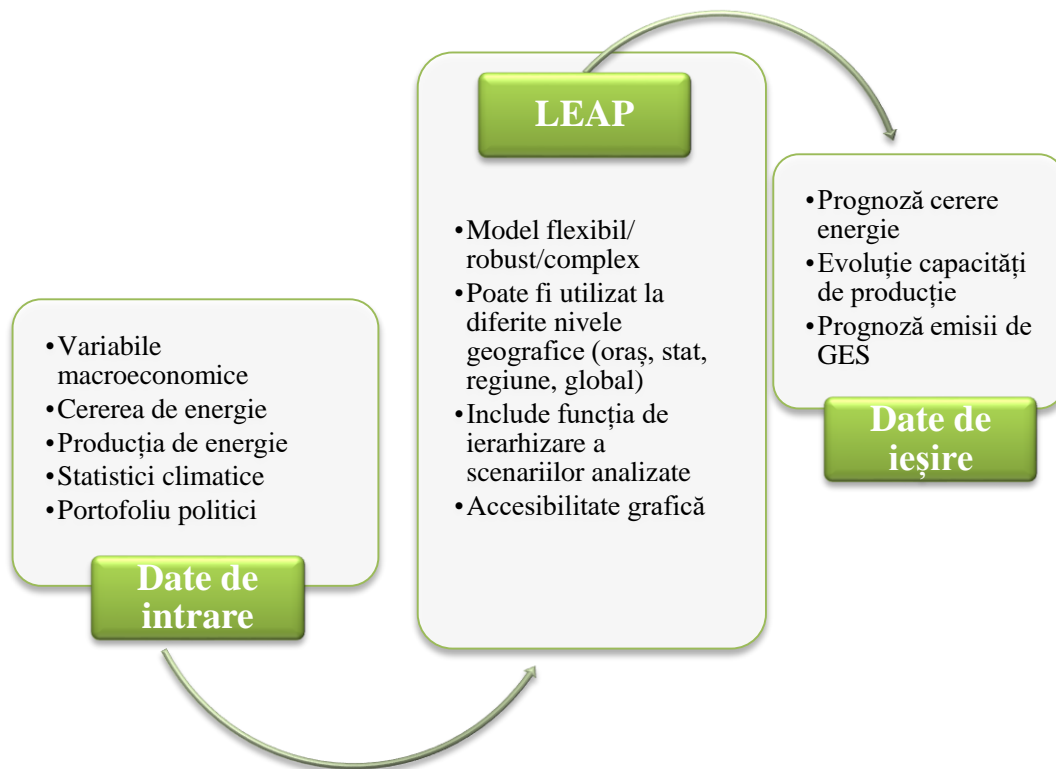 •Variabile
macroeconomice
•Cererea de energie
•Producția de energie
•Statistici climatice
•Portofoliu politici
Date de
intrare
LEAP
•Model flexibil/
robust/complex
•Poate fi utilizat la
diferite nivele
geografice (oraș, stat,
regiune, global)
•Include funcția de
ierarhizare a
scenariilor analizate
•Accesibilitate grafică
•Prognoză cerere
energie
•Evoluție capacități
de producție
•Prognoză emisii de
GES
Date de
ieșire